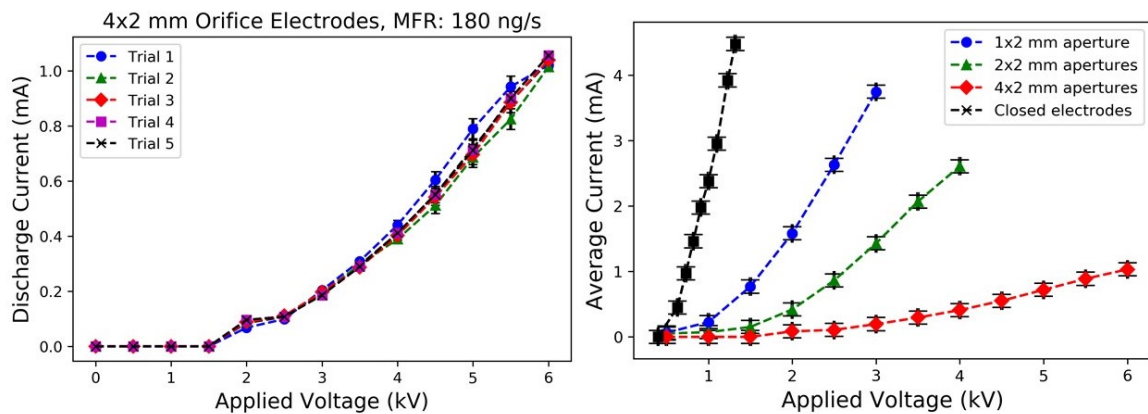 4x2 mm Orifice Electrodes, MFR: 180 ng/s
Discharge Current (mA)
1.0
0.8
0.6
0.4
0.2
0.0
Trial 1
Trial 2
Trial 3
Trial 4
Trial 5
0 1 2 3 4 5 6
Applied Voltage (kV)
Average Current (mA)
4
3
2
1
0
1x2 mm aperture
2x2 mm apertures
4x2 mm apertures
Closed electrodes
1 2 3 4 5 6
Applied Voltage (kV)